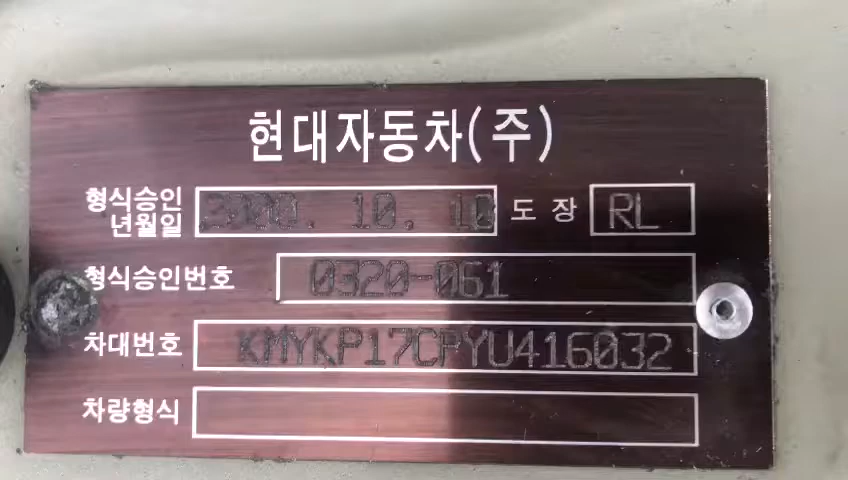 현대자동차(주)
형식승인년월일 2000. 10. 10 도장 RL
형식승인번호 0320-061
차대번호 KMYKP17CPYU416032
차량형식